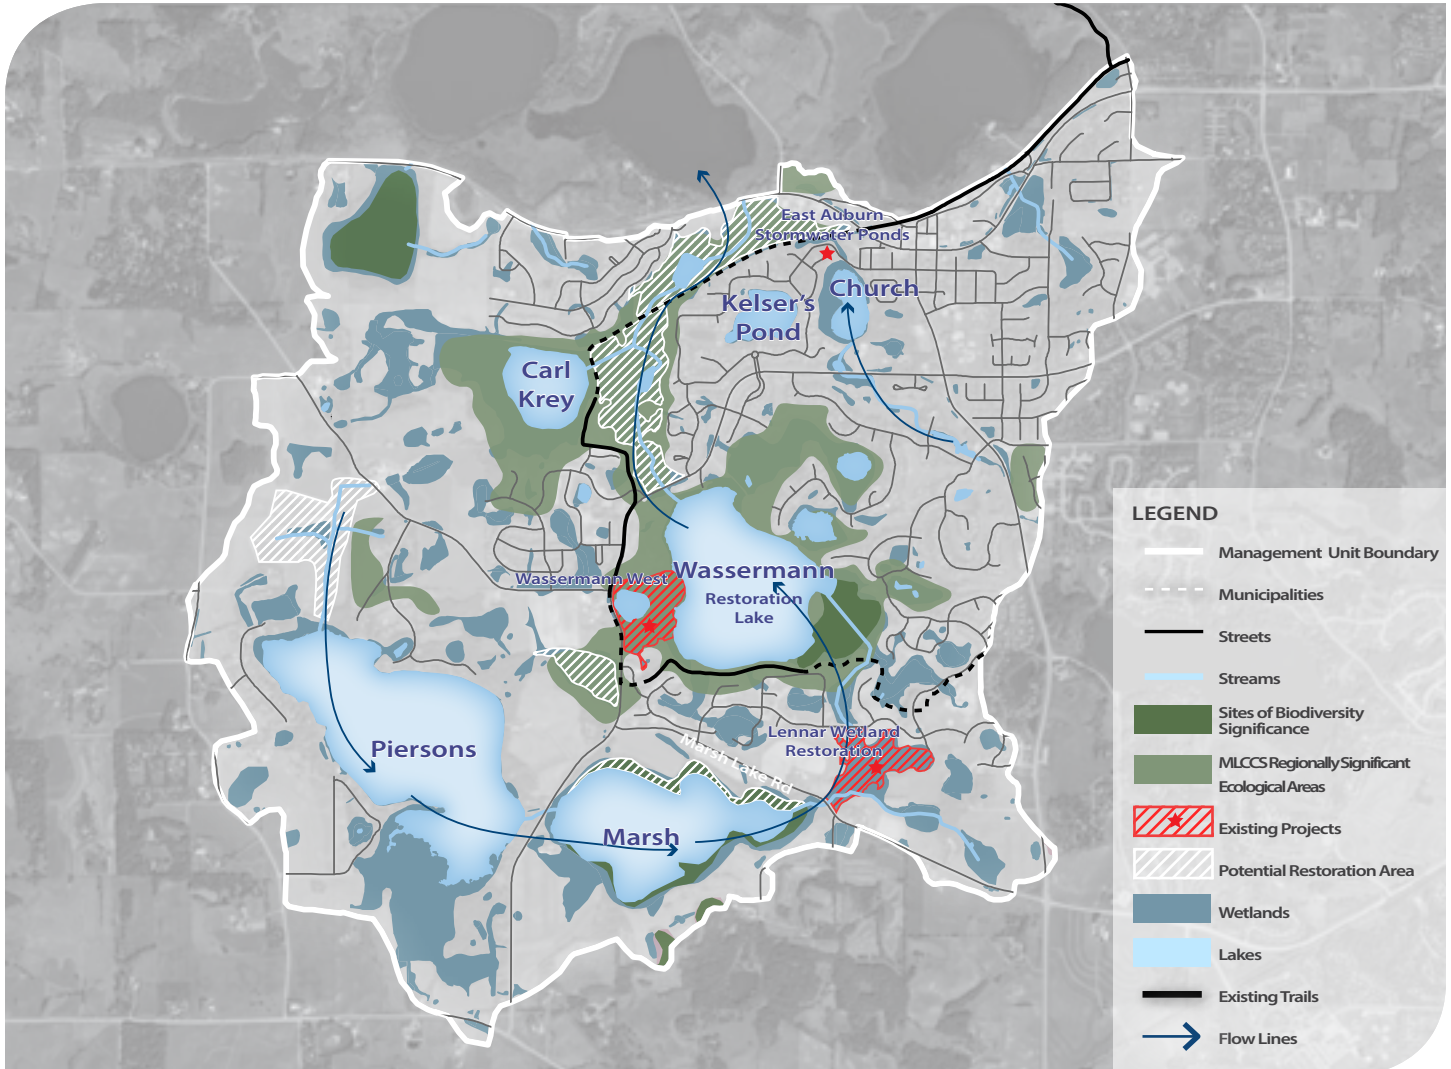 East Auburn
Stormwater Ponds
Church
Kelser's
Pond
Carl
Krey
Wassermann
Wassermann West
Restoration
Lake
Piersons
Lennar Wetland
Restoration
Marsh Lake Rd
Marsh
LEGEND
Management Unit Boundary
Municipalities
Streets
Streams
Sites of Biodiversity
Significance
MLCCS Regionally Significant
Ecological Areas
Existing Projects
Potential Restoration Area
Wetlands
Lakes
Existing Trails
Flow Lines